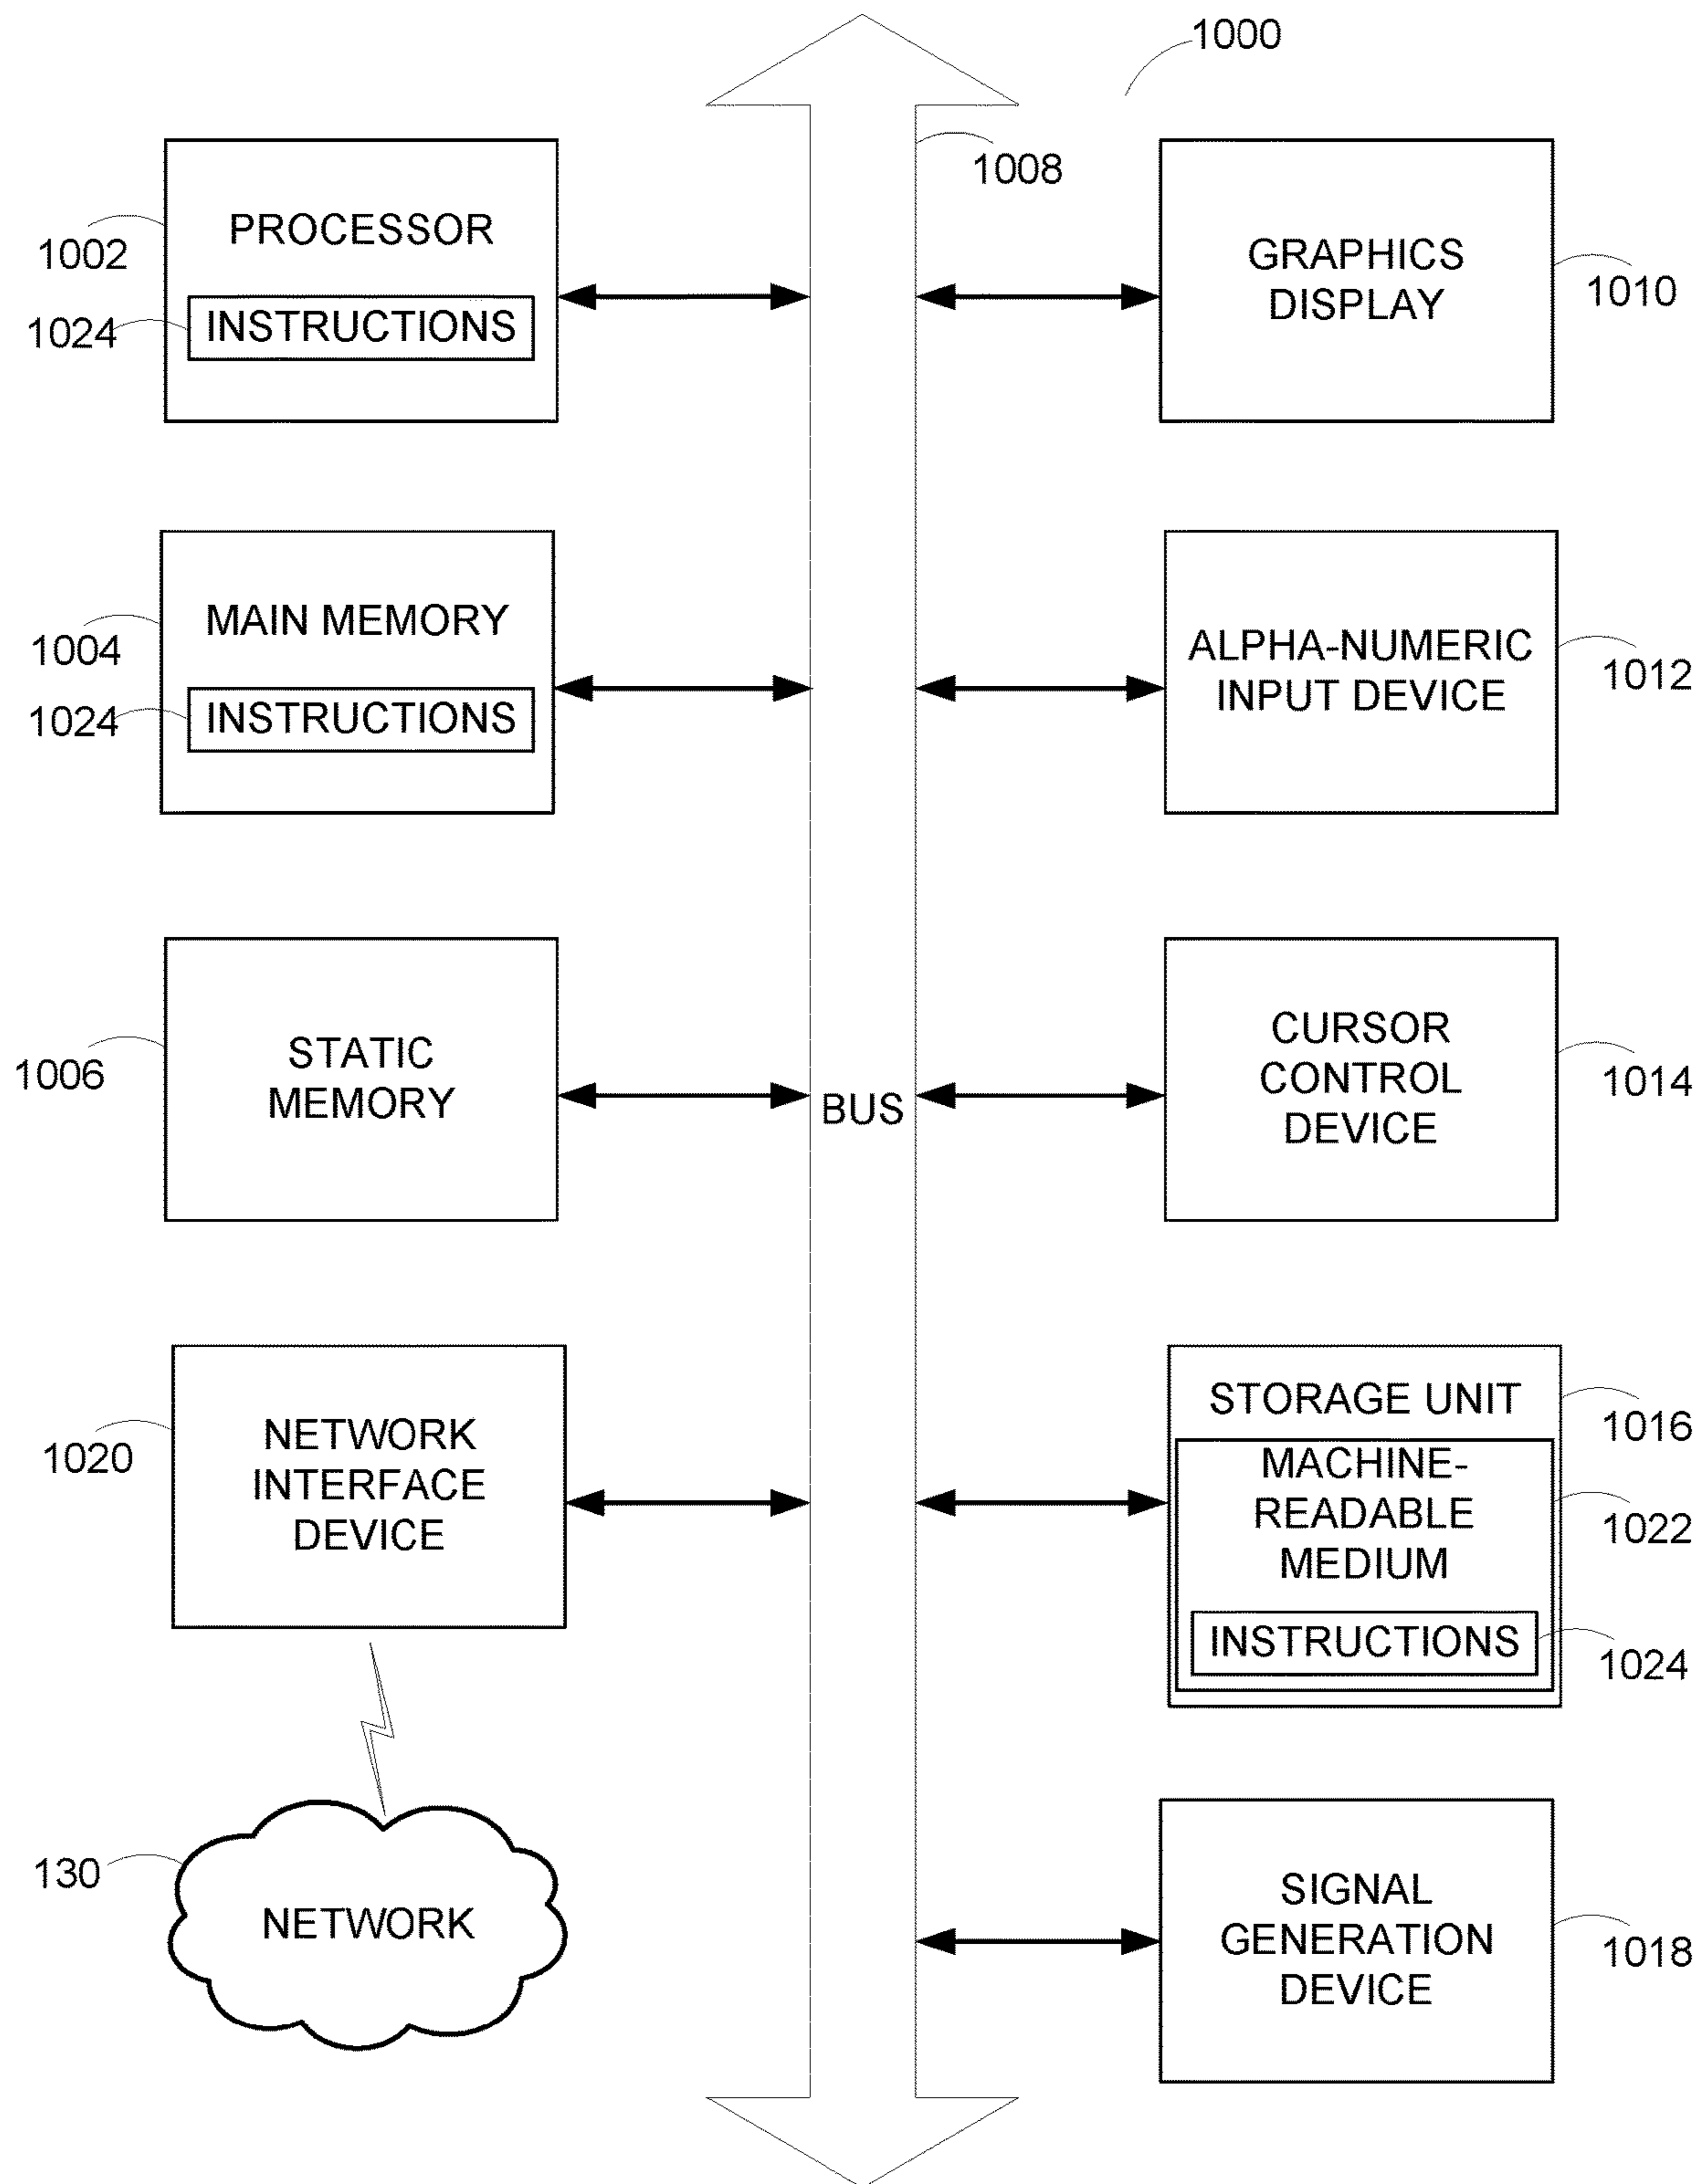 1000
1008
PROCESSOR
1002
INSTRUCTIONS
1024
GRAPHICS
DISPLAY
1010
MAIN MEMORY
1004
INSTRUCTIONS
1024
ALPHA-NUMERIC
INPUT DEVICE
1012
STATIC
MEMORY
1006
BUS
CURSOR
CONTROL
DEVICE
1014
NETWORK
INTERFACE
DEVICE
1020
STORAGE UNIT
1016
MACHINE-
READABLE
MEDIUM
1022
INSTRUCTIONS
1024
130
NETWORK
SIGNAL
GENERATION
DEVICE
1018